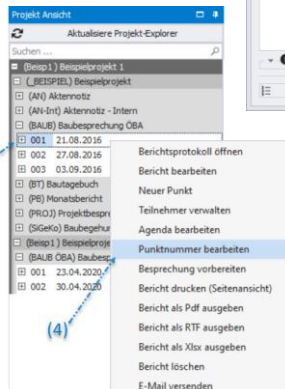 Projekt Ansicht
Aktualisiere Projekt-Explorer
Suchen ...
(Beisp1) Beispielprojekt 1
(_BEISPIEL) Beispielprojekt
(AN) Aktennotiz
(AN-Int) Aktennotiz - Intern
(BAUB) Baubesprechung ÖBA
001 21.08.2016
002 27.08.2016
003 03.09.2016
(BT) Bautagebuch
(PB) Monatsbericht
(PROJ) Projektbespr
(SiGeKo) Baubegehur
(Beisp1) Beispielproje
(BAUB ÖBA) Baubesp
001 23.04.2020
002 30.04.2020
Berichtsprotokoll öffnen
Bericht bearbeiten
Neuer Punkt
Teilnehmer verwalten
Agenda bearbeiten
Punktnummer bearbeiten
Besprechung vorbereiten
Bericht drucken (Seitenansicht)
Bericht als Pdf ausgeben
Bericht als RTF ausgeben
Bericht als Xlsx ausgeben
Bericht löschen
E-Mail versenden
(4)